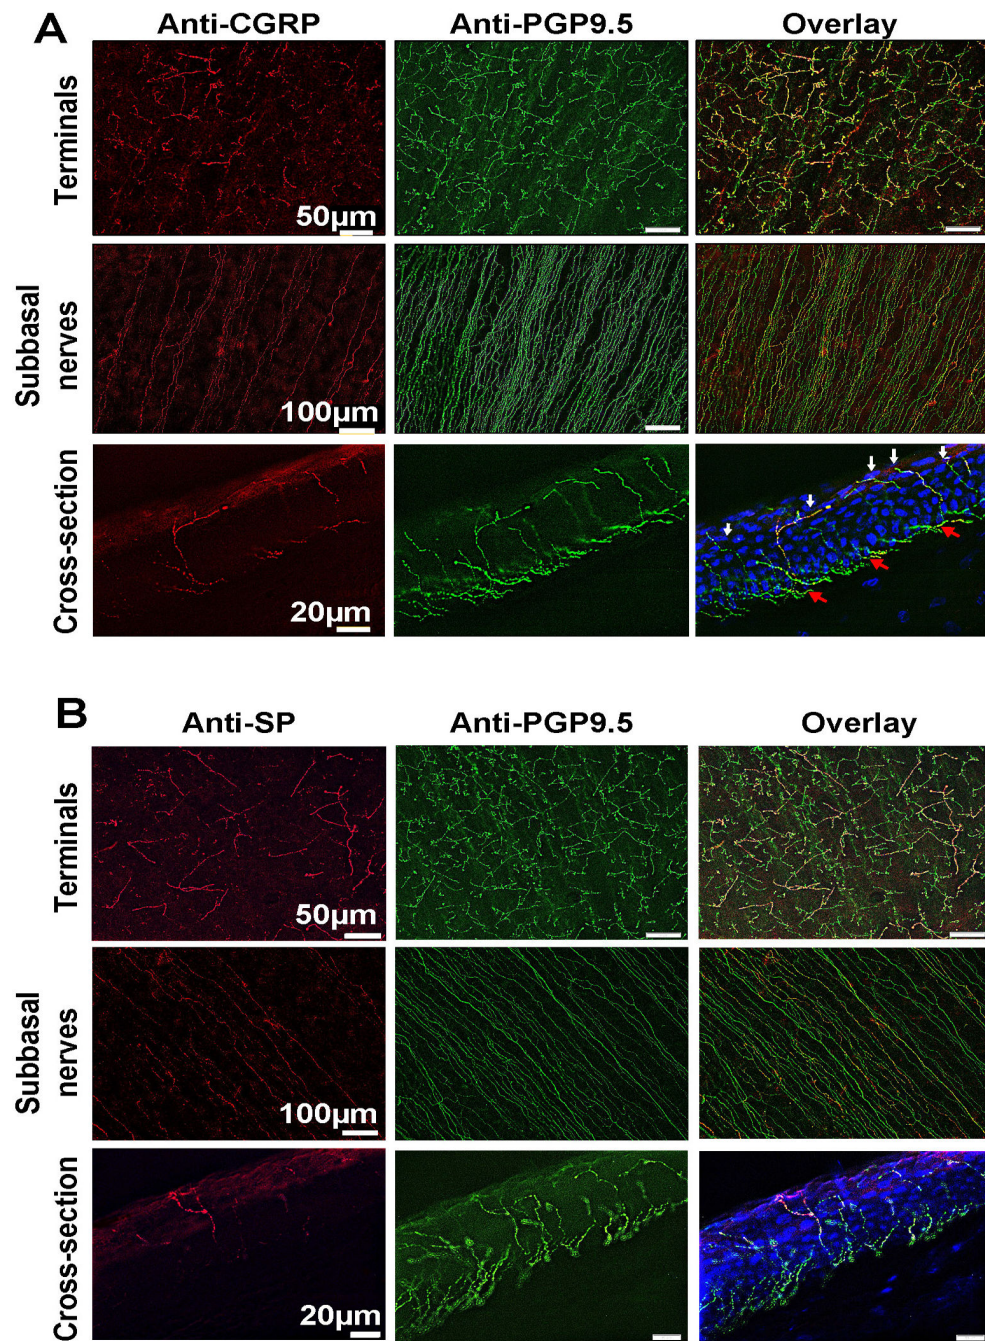 A
Anti-CGRP Anti-PGP9.5 Overlay
Terminals
50µm
Subbasal
nerves
100µm
Cross-section
20µm
B
Anti-SP Anti-PGP9.5 Overlay
Terminals
50µm
Subbasal
nerves
100µm
Cross-section
20µm